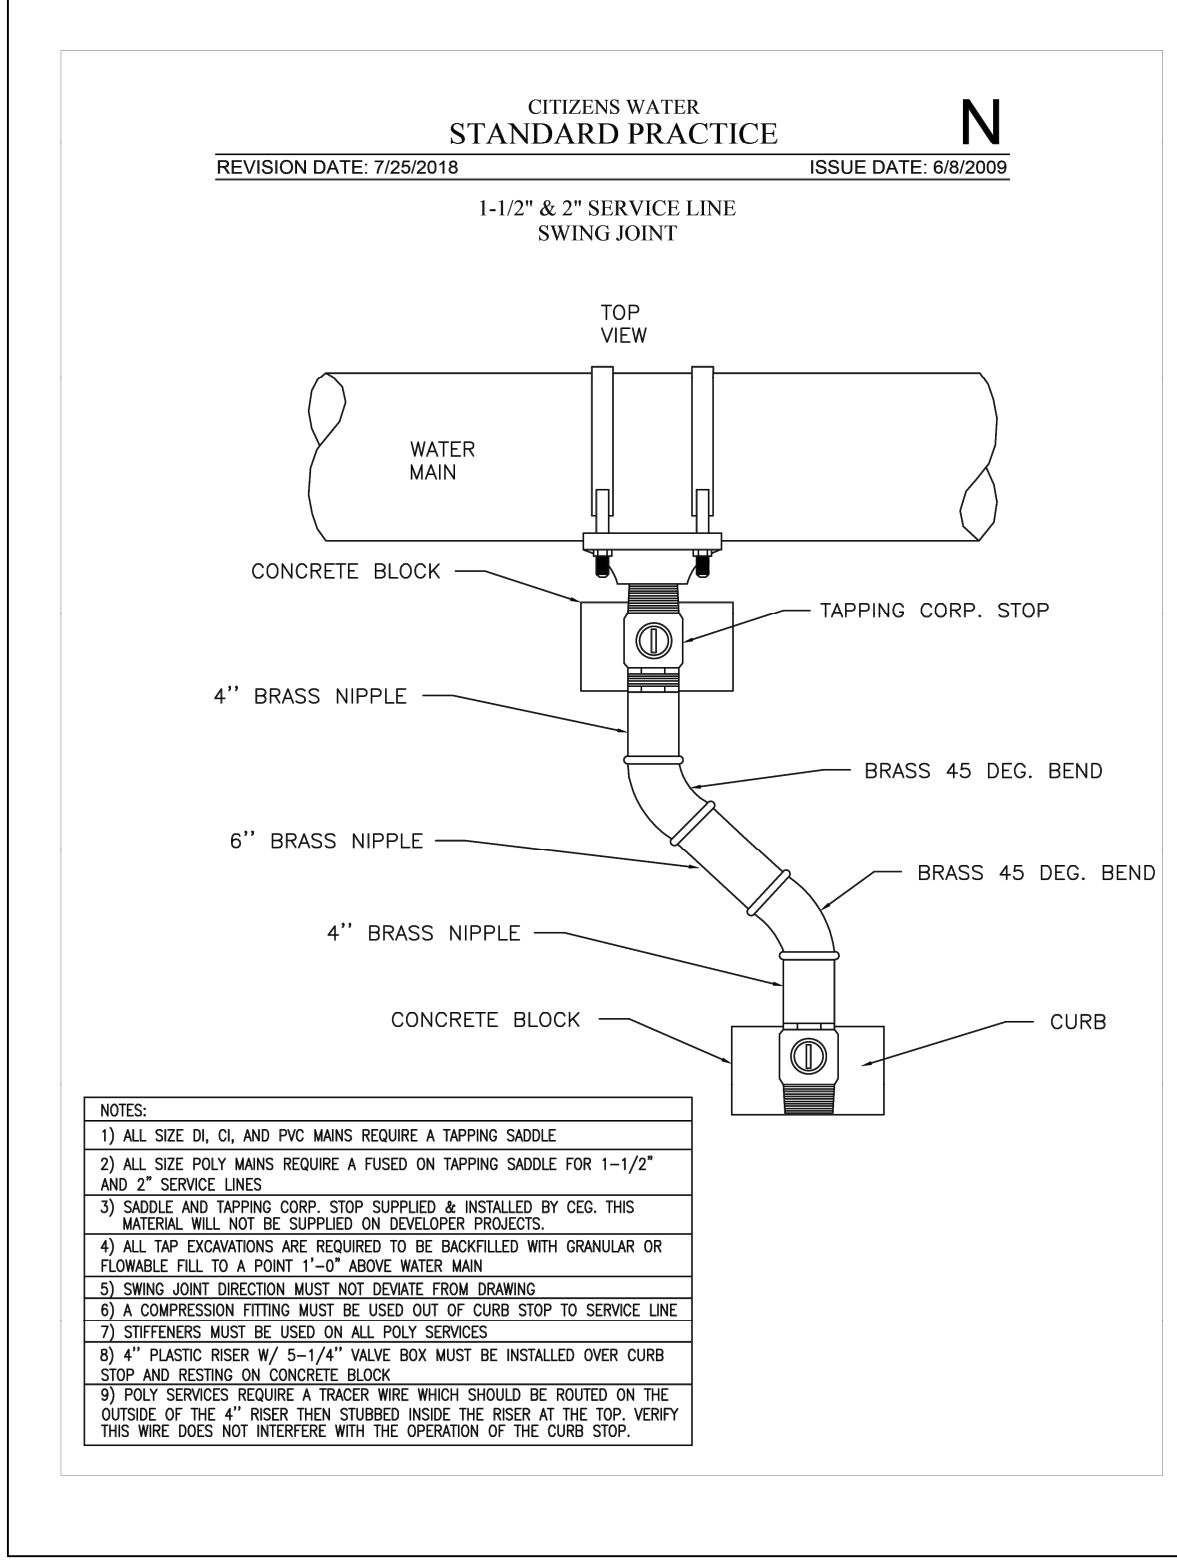 CITIZENS WATER
STANDARD PRACTICE
N
REVISION DATE: 7/25/2018
ISSUE DATE: 6/8/2009
1-1/2" & 2" SERVICE LINE
SWING JOINT
TOP
VIEW
WATER
MAIN
CONCRETE BLOCK
TAPPING CORP. STOP
4'' BRASS NIPPLE
BRASS 45 DEG. BEND
6'' BRASS NIPPLE
BRASS 45 DEG. BEND
4'' BRASS NIPPLE
CONCRETE BLOCK
CURB
NOTES:
1) ALL SIZE DI, CI, AND PVC MAINS REQUIRE A TAPPING SADDLE
2) ALL SIZE POLY MAINS REQUIRE A FUSED ON TAPPING SADDLE FOR 1-1/2"
AND 2" SERVICE LINES
3) SADDLE AND TAPPING CORP. STOP SUPPLIED & INSTALLED BY CEG. THIS
MATERIAL WILL NOT BE SUPPLIED ON DEVELOPER PROJECTS.
4) ALL TAP EXCAVATIONS ARE REQUIRED TO BE BACKFILLED WITH GRANULAR OR
FLOWABLE FILL TO A POINT 1'-0" ABOVE WATER MAIN
5) SWING JOINT DIRECTION MUST NOT DEVIATE FROM DRAWING
6) A COMPRESSION FITTING MUST BE USED OUT OF CURB STOP TO SERVICE LINE
7) STIFFENERS MUST BE USED ON ALL POLY SERVICES
8) 4" PLASTIC RISER W/ 5-1/4" VALVE BOX MUST BE INSTALLED OVER CURB
STOP AND RESTING ON CONCRETE BLOCK
9) POLY SERVICES REQUIRE A TRACER WIRE WHICH SHOULD BE ROUTED ON THE
OUTSIDE OF THE 4'' RISER THEN STUBBED INSIDE THE RISER AT THE TOP. VERIFY
THIS WIRE DOES NOT INTERFERE WITH THE OPERATION OF THE CURB STOP.